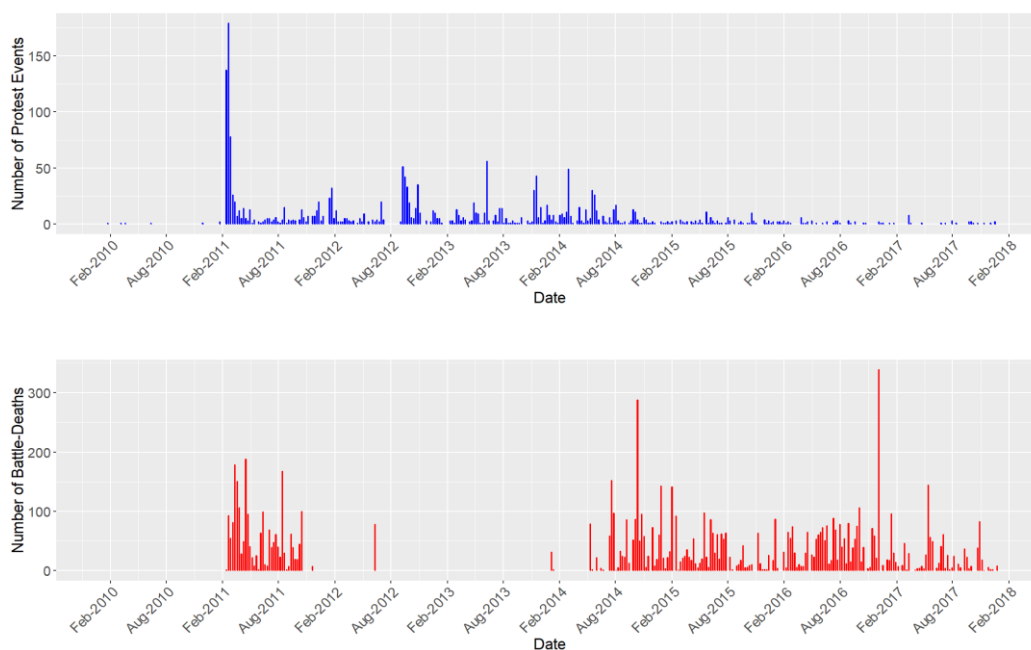 Number of Protest Events
150
100
50
0
Feb-2010
Aug-2010
Feb-2011
Aug-2011
Feb-2012
Aug-2012
Feb-2013
Aug-2013
Feb-2014
Aug-2014
Feb-2015
Aug-2015
Feb-2016
Aug-2016
Feb-2017
Aug-2017
Feb-2018
Date
Number of Battle-Deaths
300
200
100
0
Feb-2010
Aug-2010
Feb-2011
Aug-2011
Feb-2012
Aug-2012
Feb-2013
Aug-2013
Feb-2014
Aug-2014
Feb-2015
Aug-2015
Feb-2016
Aug-2016
Feb-2017
Aug-2017
Feb-2018
Date